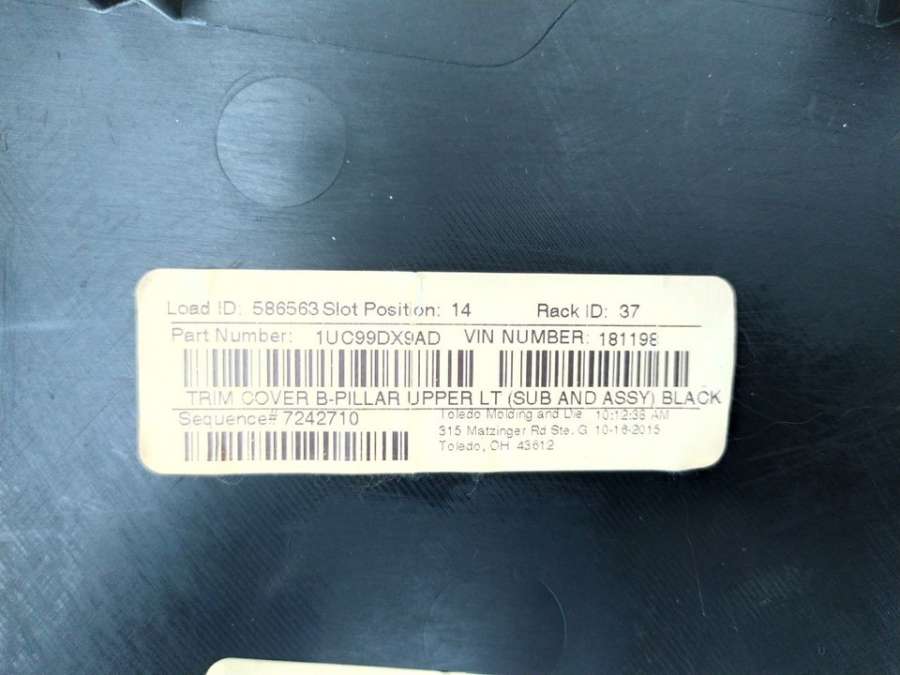 Load ID: 586563 Slot Position: 14 Rack ID: 37
Part Number: 1UC99DX9AD VIN NUMBER: 181198
TRIM COVER B-PILLAR UPPER LT (SUB AND ASSY) BLACK
Sequence# 7242710
Toledo Molding and Die 10:12:36 AM
315 Matzinger Rd Ste. G 10-16-2015
Toledo, OH 43612